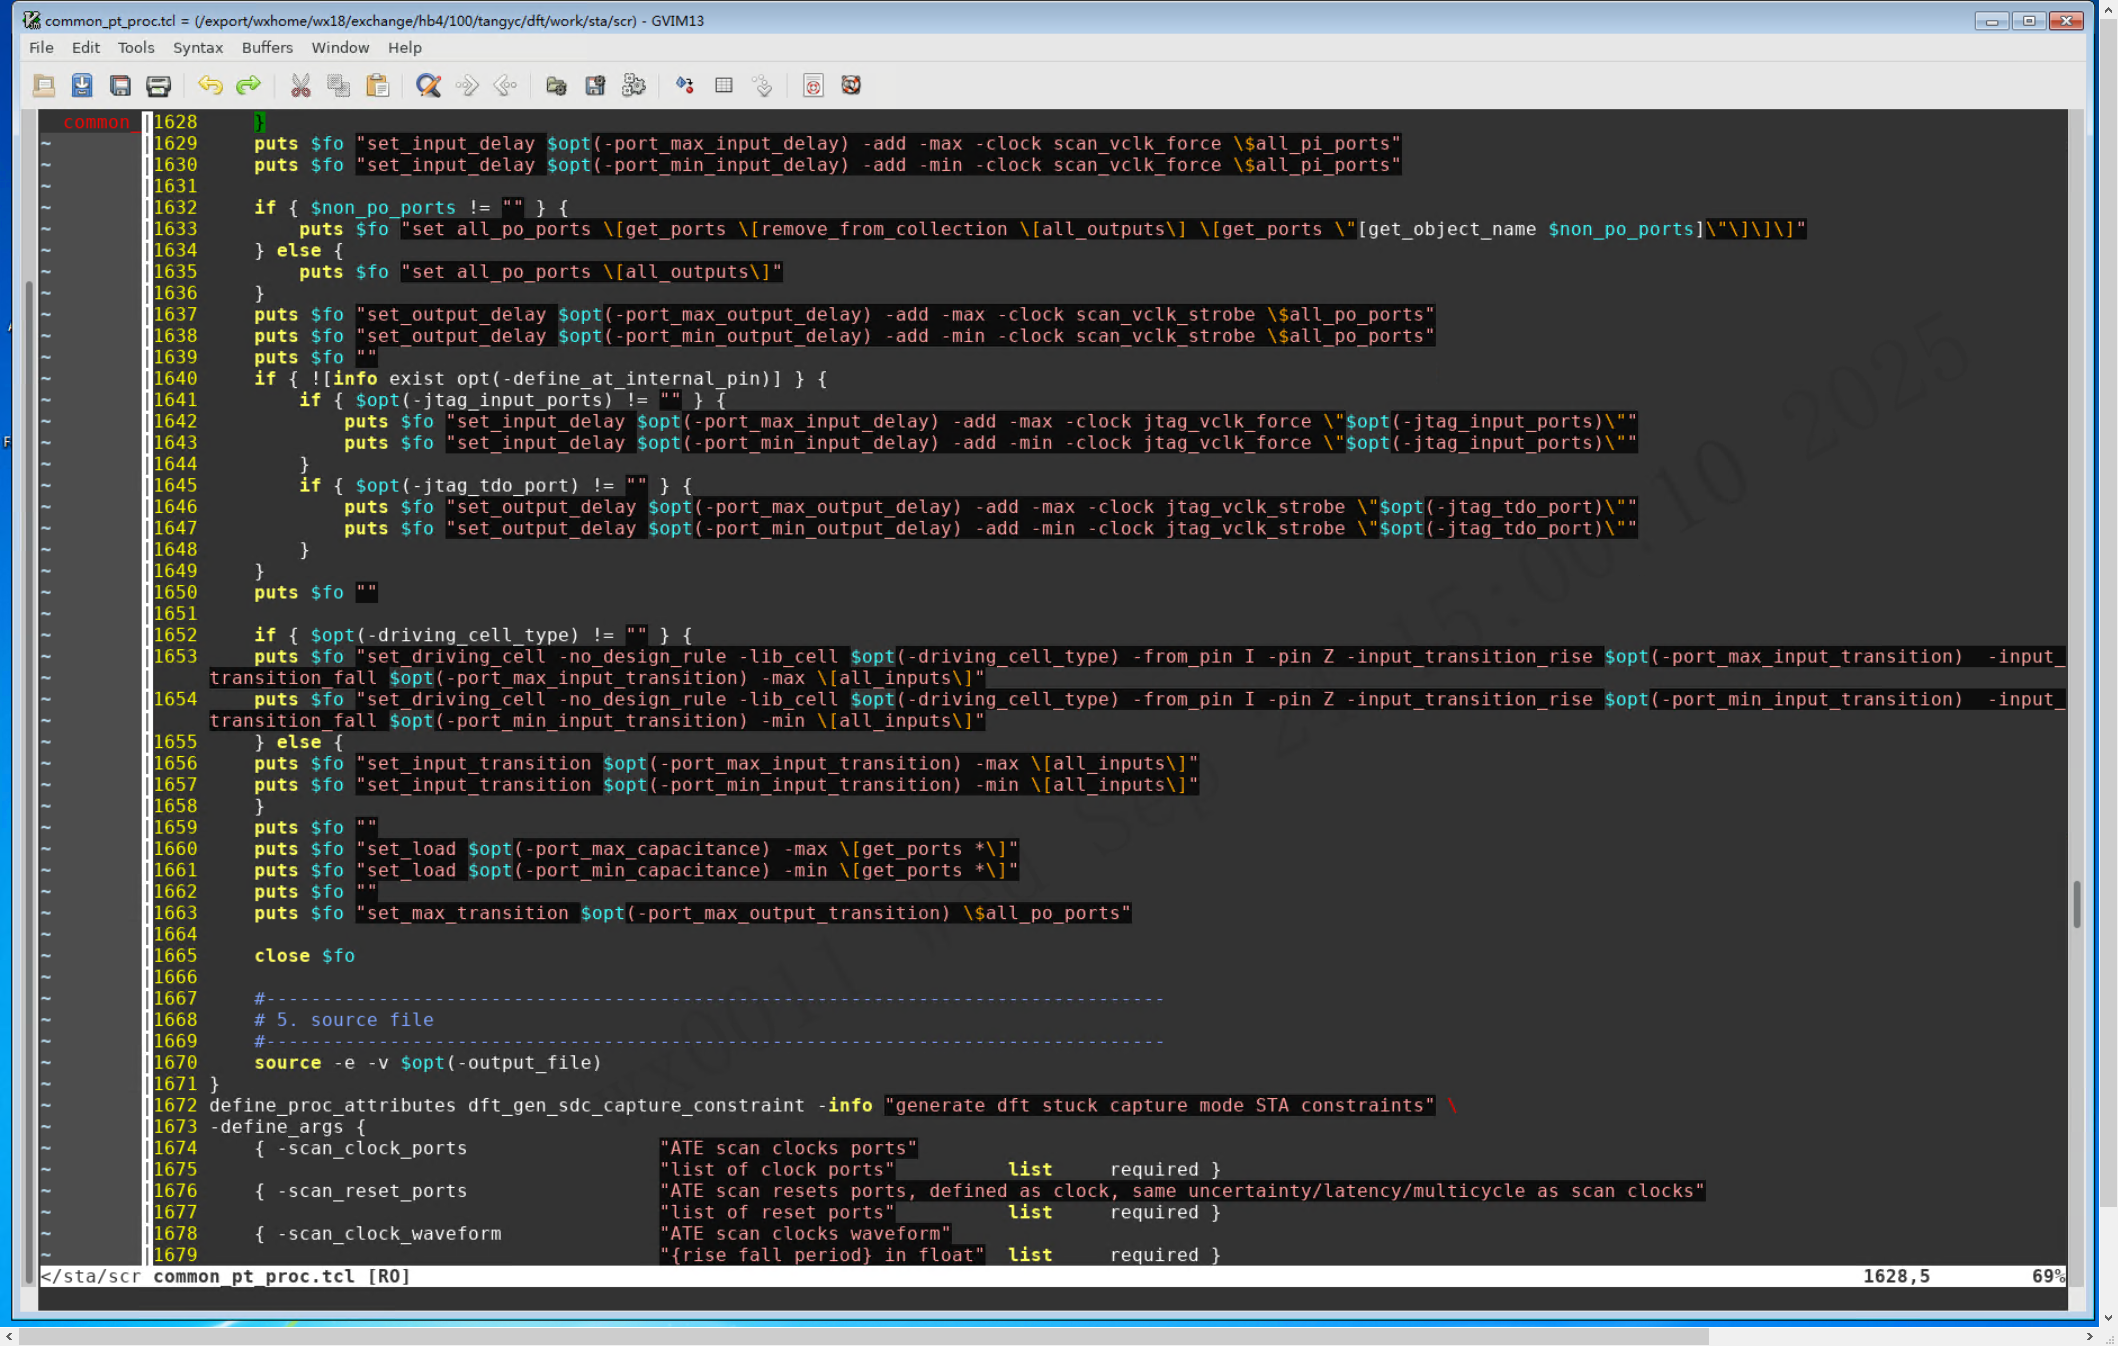 common_pt_proc.tcl = (/export/wxhome/wx18/exchange/hb4/100/tangyc/dft/work/sta/scr) - GVIM13
File Edit Tools Syntax Buffers Window Help
common_
1628     }
1629     puts $fo "set_input_delay $opt(-port_max_input_delay) -add -max -clock scan_vclk_force \$all_pi_ports"
1630     puts $fo "set_input_delay $opt(-port_min_input_delay) -add -min -clock scan_vclk_force \$all_pi_ports"
1631
1632     if { $non_po_ports != "" } {
1633         puts $fo "set all_po_ports \[get_ports \[remove_from_collection \[all_outputs\] \[get_ports \"[get_object_name $non_po_ports]\"\]\]\]"
1634     } else {
1635         puts $fo "set all_po_ports \[all_outputs\]"
1636     }
1637     puts $fo "set_output_delay $opt(-port_max_output_delay) -add -max -clock scan_vclk_strobe \$all_po_ports"
1638     puts $fo "set_output_delay $opt(-port_min_output_delay) -add -min -clock scan_vclk_strobe \$all_po_ports"
1639     puts $fo ""
1640     if { ![info exist opt(-define_at_internal_pin)] } {
1641         if { $opt(-jtag_input_ports) != "" } {
1642             puts $fo "set_input_delay $opt(-port_max_input_delay) -add -max -clock jtag_vclk_force \"$opt(-jtag_input_ports)\""
1643             puts $fo "set_input_delay $opt(-port_min_input_delay) -add -min -clock jtag_vclk_force \"$opt(-jtag_input_ports)\""
1644         }
1645         if { $opt(-jtag_tdo_port) != "" } {
1646             puts $fo "set_output_delay $opt(-port_max_output_delay) -add -max -clock jtag_vclk_strobe \"$opt(-jtag_tdo_port)\""
1647             puts $fo "set_output_delay $opt(-port_min_output_delay) -add -min -clock jtag_vclk_strobe \"$opt(-jtag_tdo_port)\""
1648         }
1649     }
1650     puts $fo ""
1651
1652     if { $opt(-driving_cell_type) != "" } {
1653     puts $fo "set_driving_cell -no_design_rule -lib_cell $opt(-driving_cell_type) -from_pin I -pin Z -input_transition_rise $opt(-port_max_input_transition)  -input_
transition_fall $opt(-port_max_input_transition) -max \[all_inputs\]"
1654     puts $fo "set_driving_cell -no_design_rule -lib_cell $opt(-driving_cell_type) -from_pin I -pin Z -input_transition_rise $opt(-port_min_input_transition)  -input_
transition_fall $opt(-port_min_input_transition) -min \[all_inputs\]"
1655     } else {
1656     puts $fo "set_input_transition $opt(-port_max_input_transition) -max \[all_inputs\]"
1657     puts $fo "set_input_transition $opt(-port_min_input_transition) -min \[all_inputs\]"
1658     }
1659     puts $fo ""
1660     puts $fo "set_load $opt(-port_max_capacitance) -max \[get_ports *\]"
1661     puts $fo "set_load $opt(-port_min_capacitance) -min \[get_ports *\]"
1662     puts $fo ""
1663     puts $fo "set_max_transition $opt(-port_max_output_transition) \$all_po_ports"
1664
1665     close $fo
1666
1667     #--------------------------------------------------------------------------------
1668     # 5. source file
1669     #--------------------------------------------------------------------------------
1670     source -e -v $opt(-output_file)
1671 }
1672 define_proc_attributes dft_gen_sdc_capture_constraint -info "generate dft stuck capture mode STA constraints" \
1673 -define_args {
1674     { -scan_clock_ports                 "ATE scan clocks ports"
1675                                         "list of clock ports"          list     required }
1676     { -scan_reset_ports                 "ATE scan resets ports, defined as clock, same uncertainty/latency/multicycle as scan clocks"
1677                                         "list of reset ports"          list     required }
1678     { -scan_clock_waveform              "ATE scan clocks waveform"
1679                                         "{rise fall period} in float"  list     required }
</sta/scr common_pt_proc.tcl [RO] 1628,5 69%